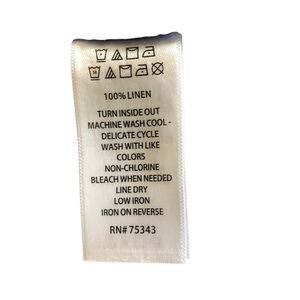 100% LINEN
TURN INSIDE OUT
MACHINE WASH COOL -
DELICATE CYCLE
WASH WITH LIKE
COLORS
NON-CHLORINE
BLEACH WHEN NEEDED
LINE DRY
LOW IRON
IRON ON REVERSE
RN# 75343